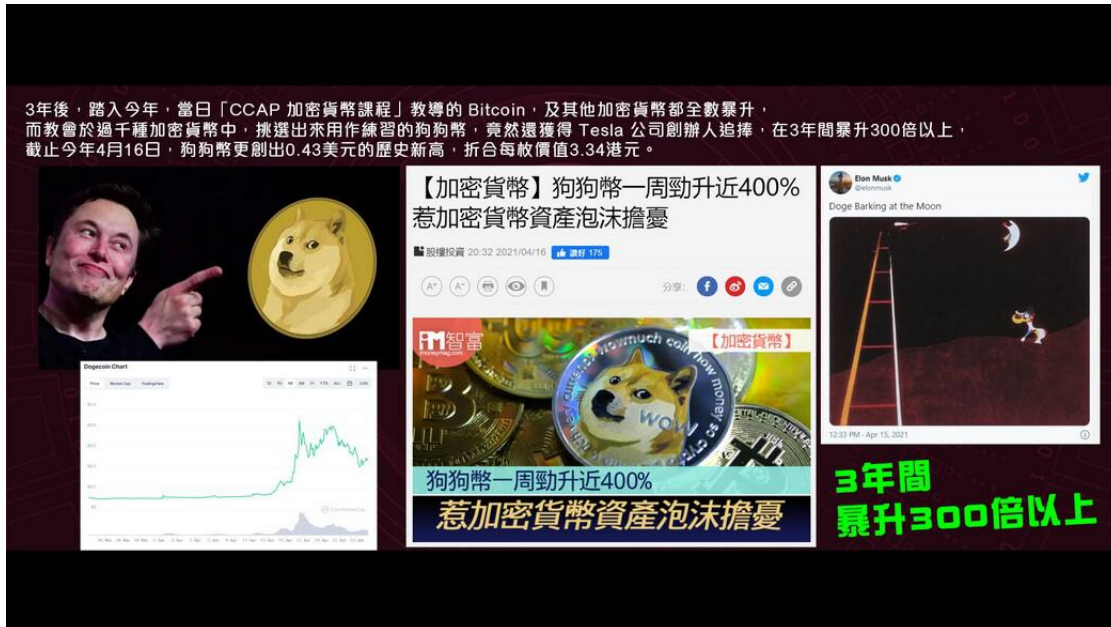 3年後，踏入今年，當日「CCAP 加密貨幣課程」教導的 Bitcoin，及其他加密貨幣都全數暴升，
而教會於過千種加密貨幣中，挑選出來用作練習的狗狗幣，竟然還獲得 Tesla 公司創辦人追捧，在3年間暴升300倍以上，
截止今年4月16日，狗狗幣更創出0.43美元的歷史新高，折合每枚價值3.34港元。
Dogecoin Chart
Price Market Cap TradingView
【加密貨幣】狗狗幣一周勁升近400%
惹加密貨幣資產泡沫擔憂
股樓投資 20:32 2021/04/16 讚好 175
A+ A- 分享:
iM智富
imoneymag.com
【加密貨幣】
WOW
狗狗幣一周勁升近400%
惹加密貨幣資產泡沫擔憂
Elon Musk
@elonmusk
Doge Barking at the Moon
12:33 PM · Apr 15, 2021
3年間
暴升300倍以上